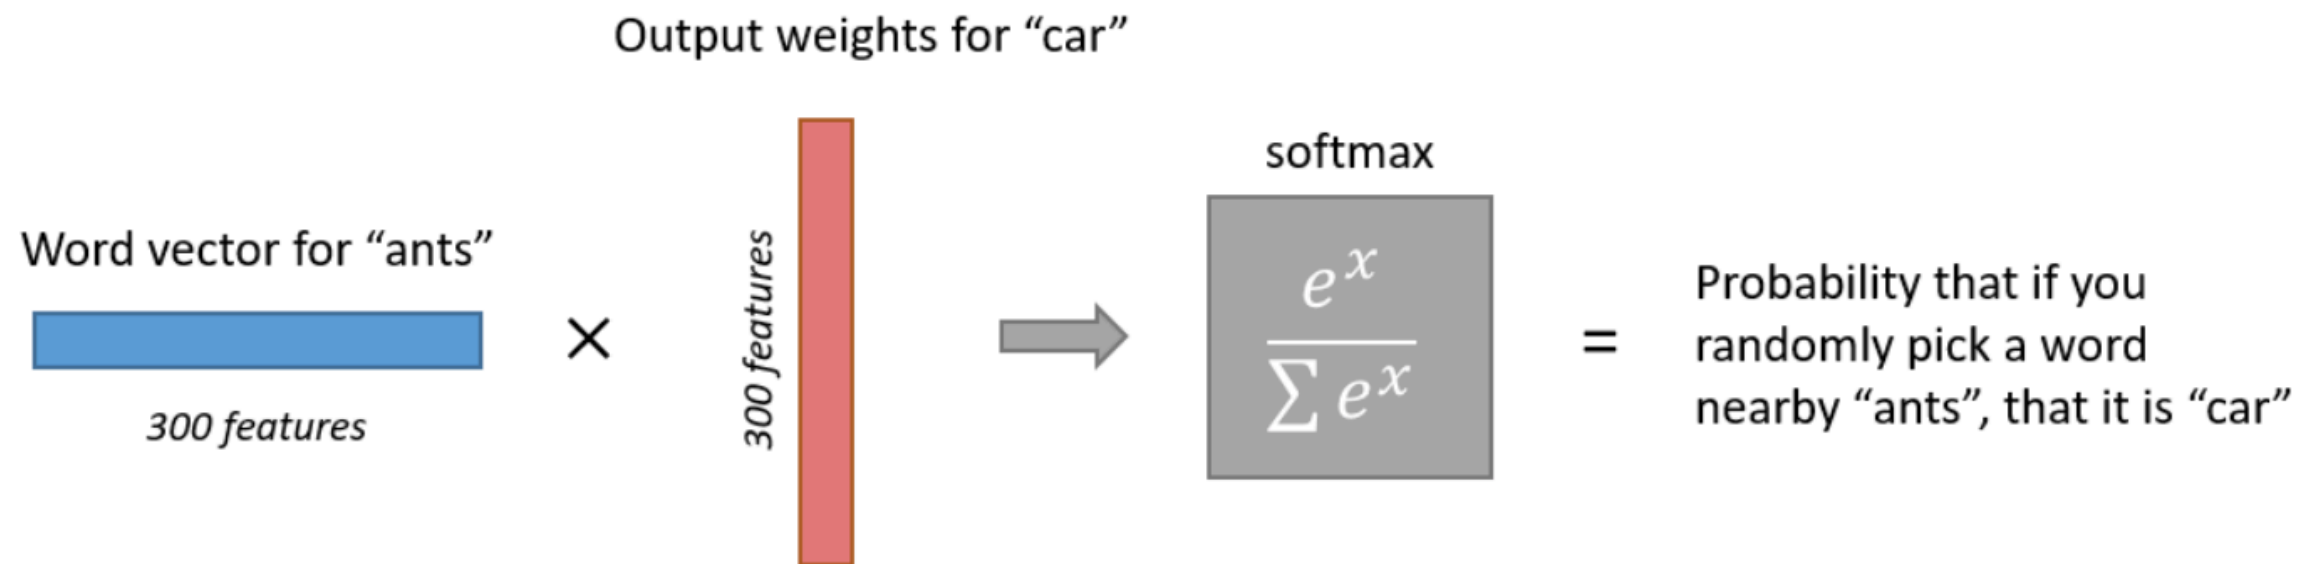 Output weights for “car”
softmax
Word vector for “ants”
300 features
×
300 features
e^x
∑ e^x
=
Probability that if you
randomly pick a word
nearby “ants”, that it is “car”